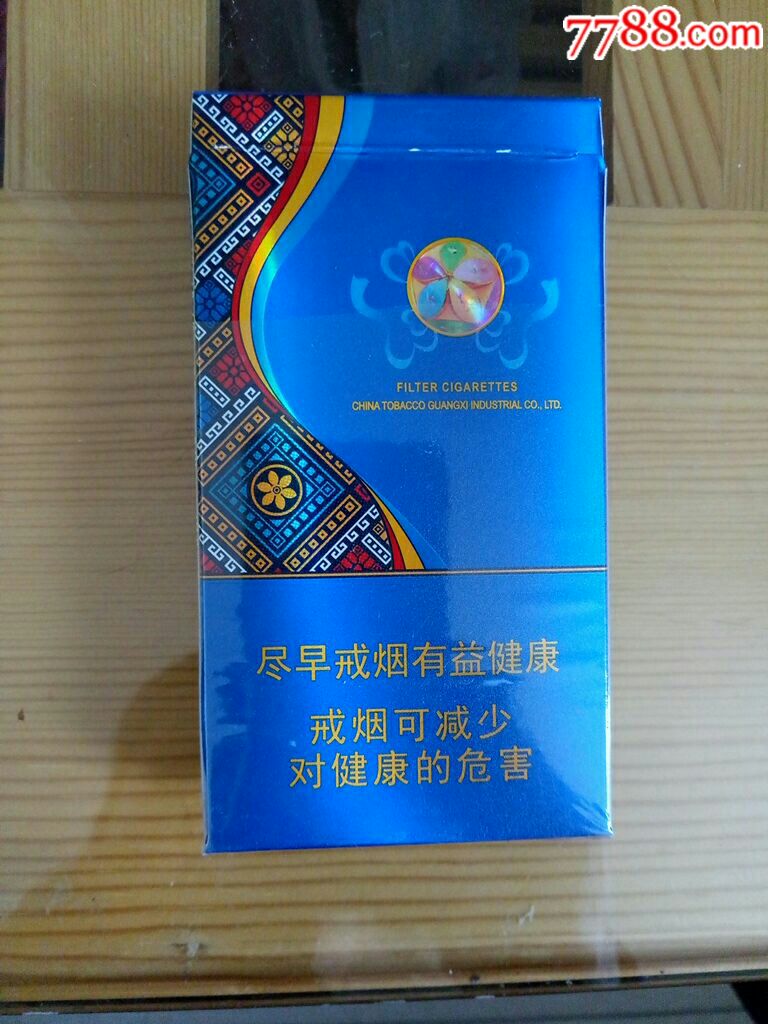 7788.com
FILTER CIGARETTES
CHINA TOBACCO GUANGXI INDUSTRIAL CO., LTD.
尽早戒烟有益健康
戒烟可减少
对健康的危害